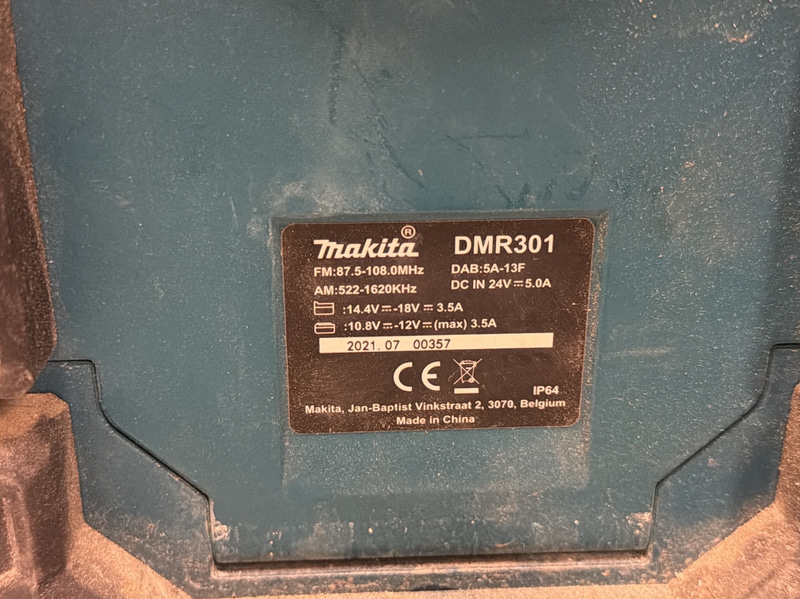 makita® DMR301
FM:87.5-108.0MHz DAB:5A-13F
AM:522-1620KHz DC IN 24V⎓5.0A
:14.4V⎓-18V⎓3.5A
:10.8V⎓-12V⎓(max) 3.5A
2021.07 00357
CE
IP64
Makita, Jan-Baptist Vinkstraat 2, 3070, Belgium
Made in China